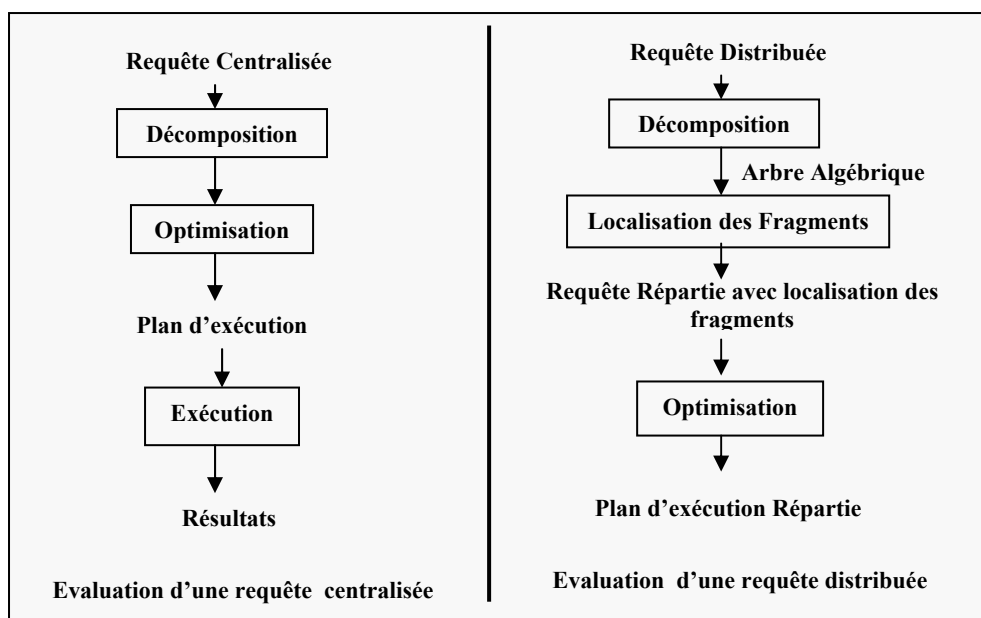 Requête Centralisée
Décomposition
Optimisation
Plan d’exécution
Exécution
Résultats
Evaluation d’une requête centralisée
Requête Distribuée
Décomposition
Arbre Algébrique
Localisation des Fragments
Requête Répartie avec localisation des
fragments
Optimisation
Plan d’exécution Répartie
Evaluation d’une requête distribuée